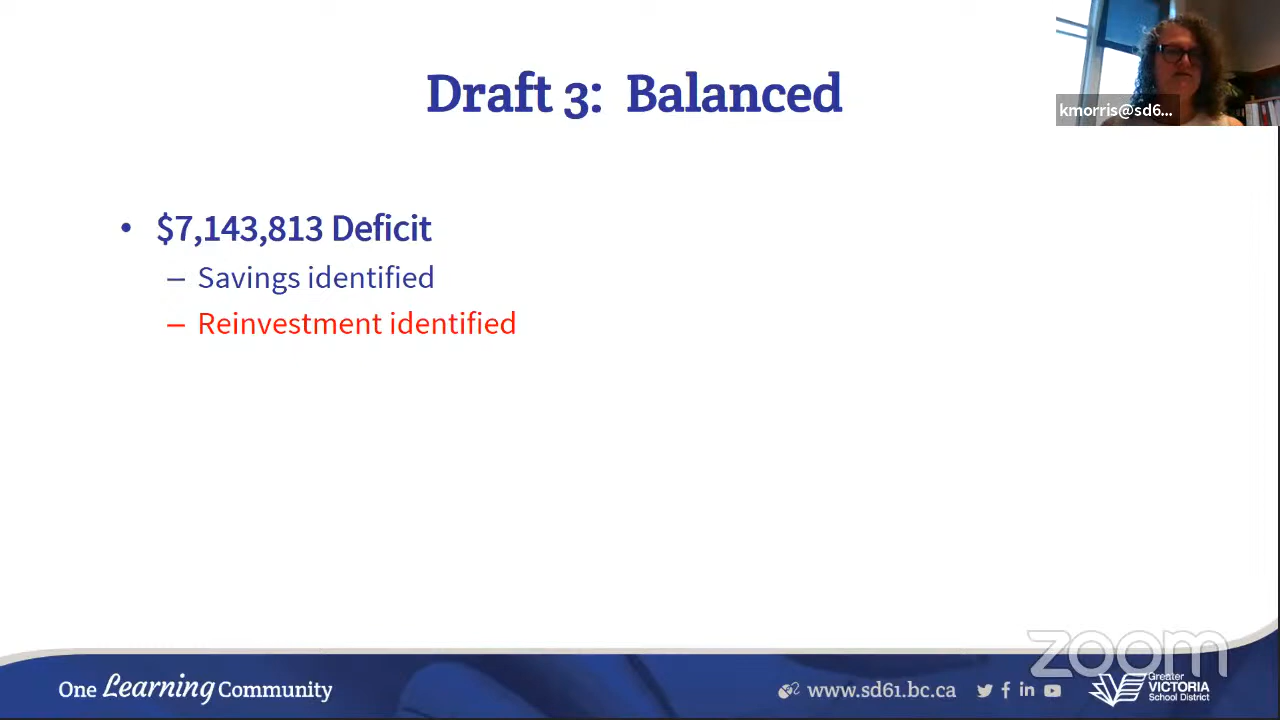 Draft 3: Balanced
kmorris@sd6...
• $7,143,813 Deficit
– Savings identified
– Reinvestment identified
zoom
One Learning Community
www.sd61.bc.ca
Greater
VICTORIA
School District